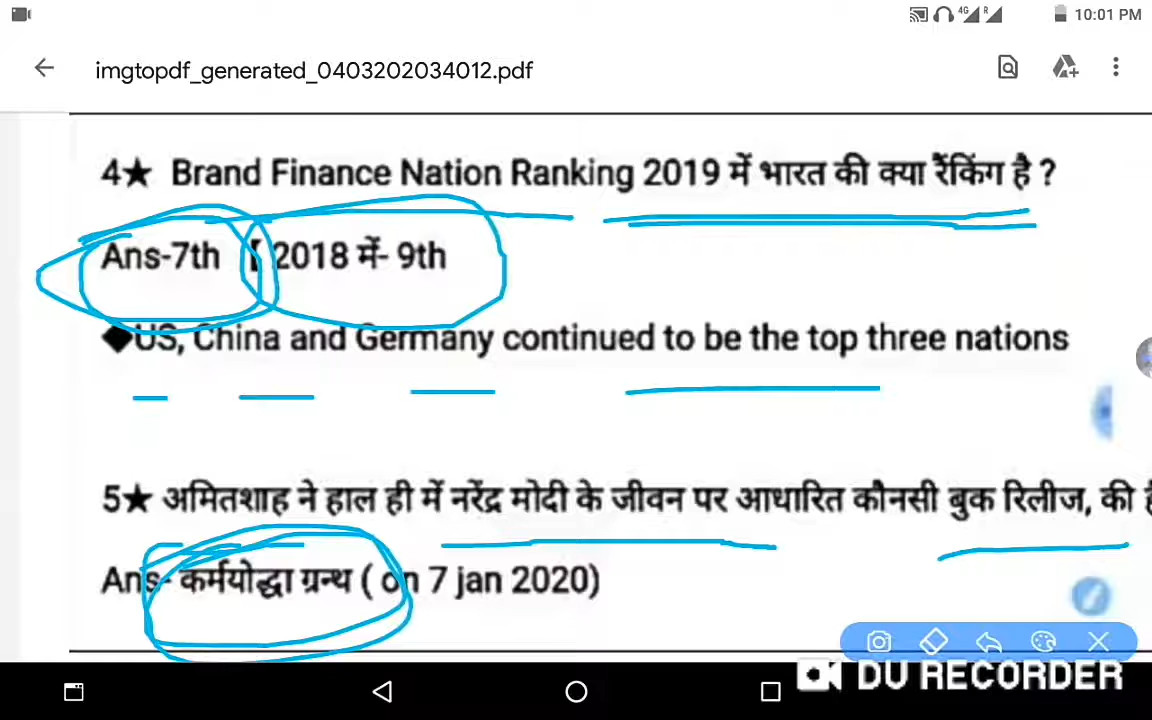 4G R 10:01 PM
imgtopdf_generated_0403202034012.pdf
4★ Brand Finance Nation Ranking 2019 में भारत की क्या रैंकिंग है ?
Ans-7th 【 2018 में- 9th
◆US, China and Germany continued to be the top three nations
5★ अमितशाह ने हाल ही में नरेंद्र मोदी के जीवन पर आधारित कौनसी बुक रिलीज, की
Ans- कर्मयोद्धा ग्रन्थ ( on 7 jan 2020)
DU RECORDER